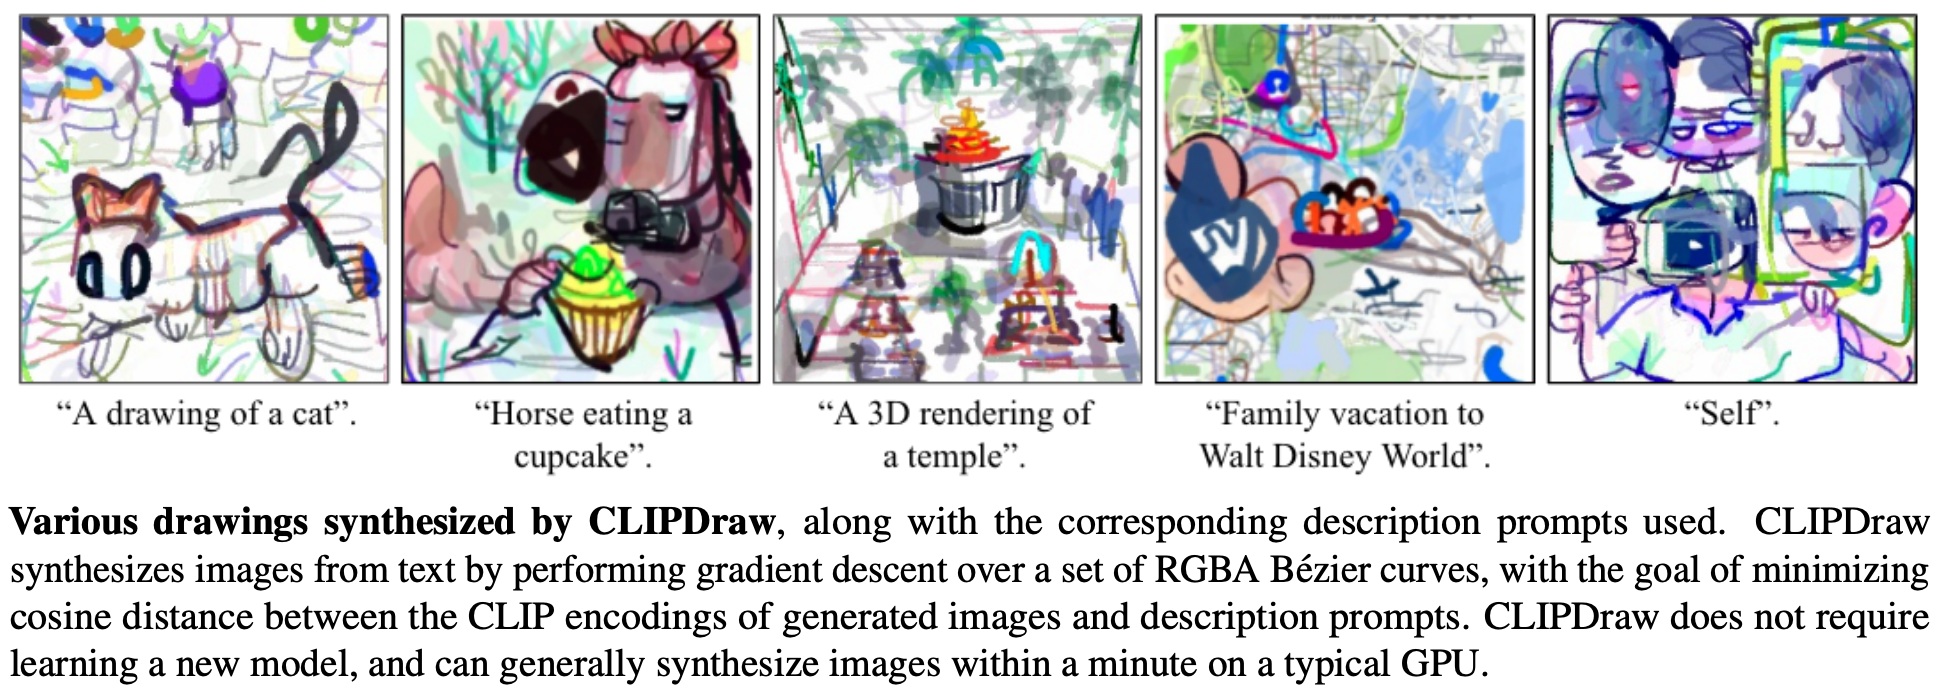 “A drawing of a cat”.
“Horse eating a
cupcake”.
“A 3D rendering of
a temple”.
“Family vacation to
Walt Disney World”.
“Self”.
Various drawings synthesized by CLIPDraw, along with the corresponding description prompts used. CLIPDraw
synthesizes images from text by performing gradient descent over a set of RGBA Bézier curves, with the goal of minimizing
cosine distance between the CLIP encodings of generated images and description prompts. CLIPDraw does not require
learning a new model, and can generally synthesize images within a minute on a typical GPU.